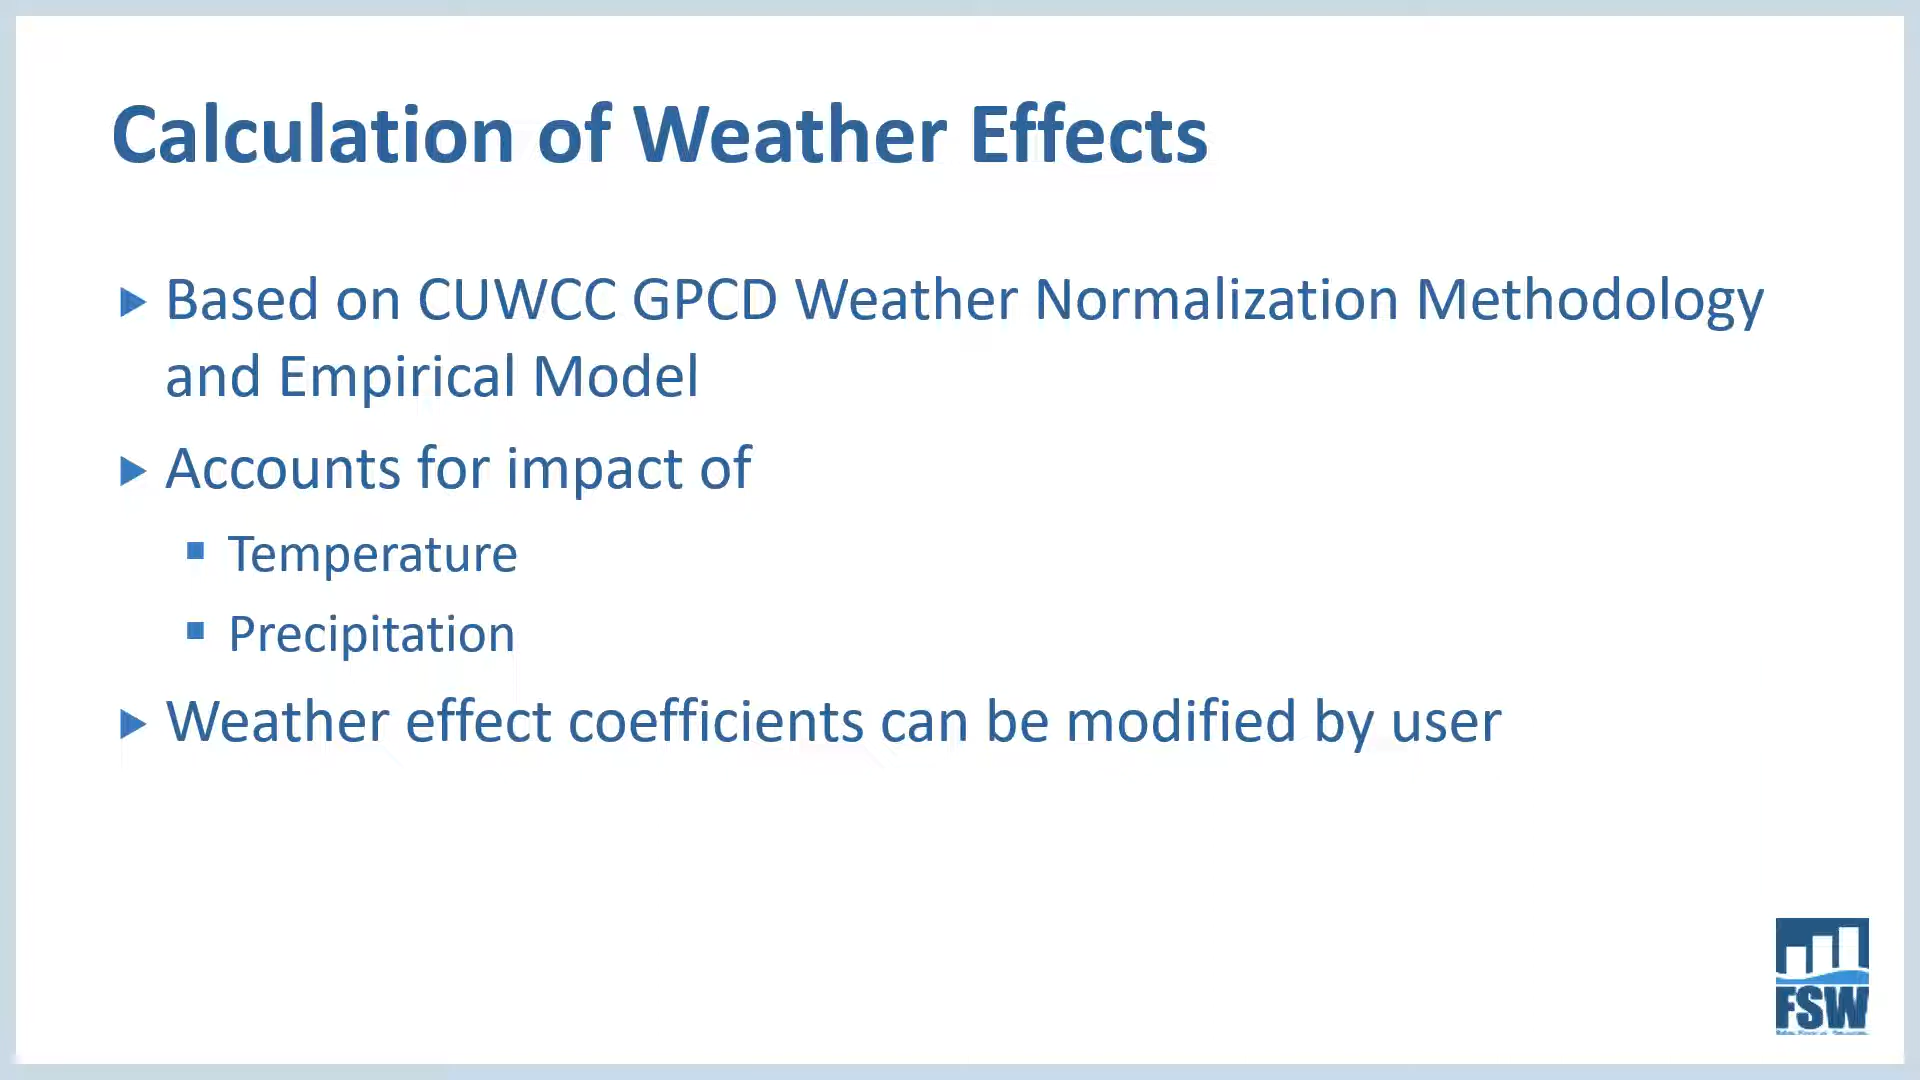 Calculation of Weather Effects
Based on CUWCC GPCD Weather Normalization Methodology
and Empirical Model
Accounts for impact of
Temperature
Precipitation
Weather effect coefficients can be modified by user
FSW